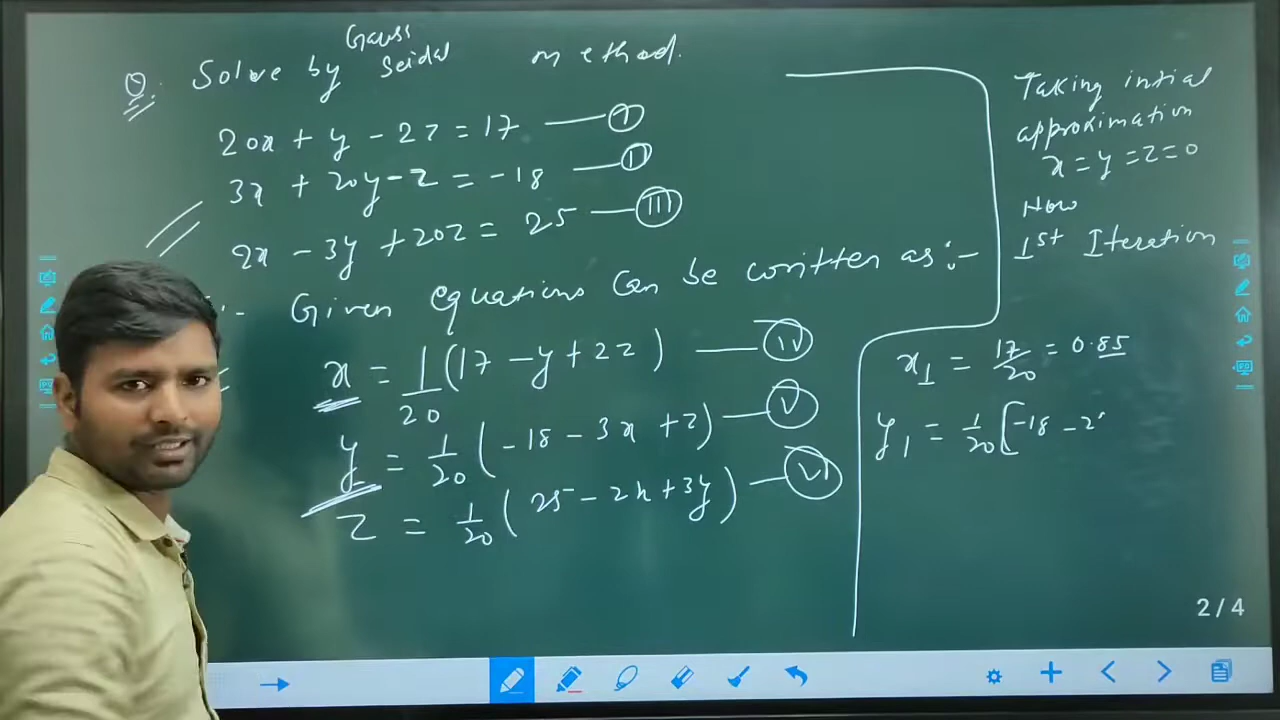 Q. Solve by Gauss Seidal method.
20x + y - 2z = 17 — I
3x + 20y - z = -18 — II
2x - 3y + 20z = 25 — III
:- Given equations can be written as :-
x = 1/20 (17 - y + 2z) — IV
y = 1/20 (-18 - 3x + z) — V
z = 1/20 (25 - 2x + 3y) — VI
Taking initial
approximation
x = y = z = 0
Now
1st Iteration
x1 = 17/20 = 0.85
y1 = 1/20 [-18 - 2
2/4